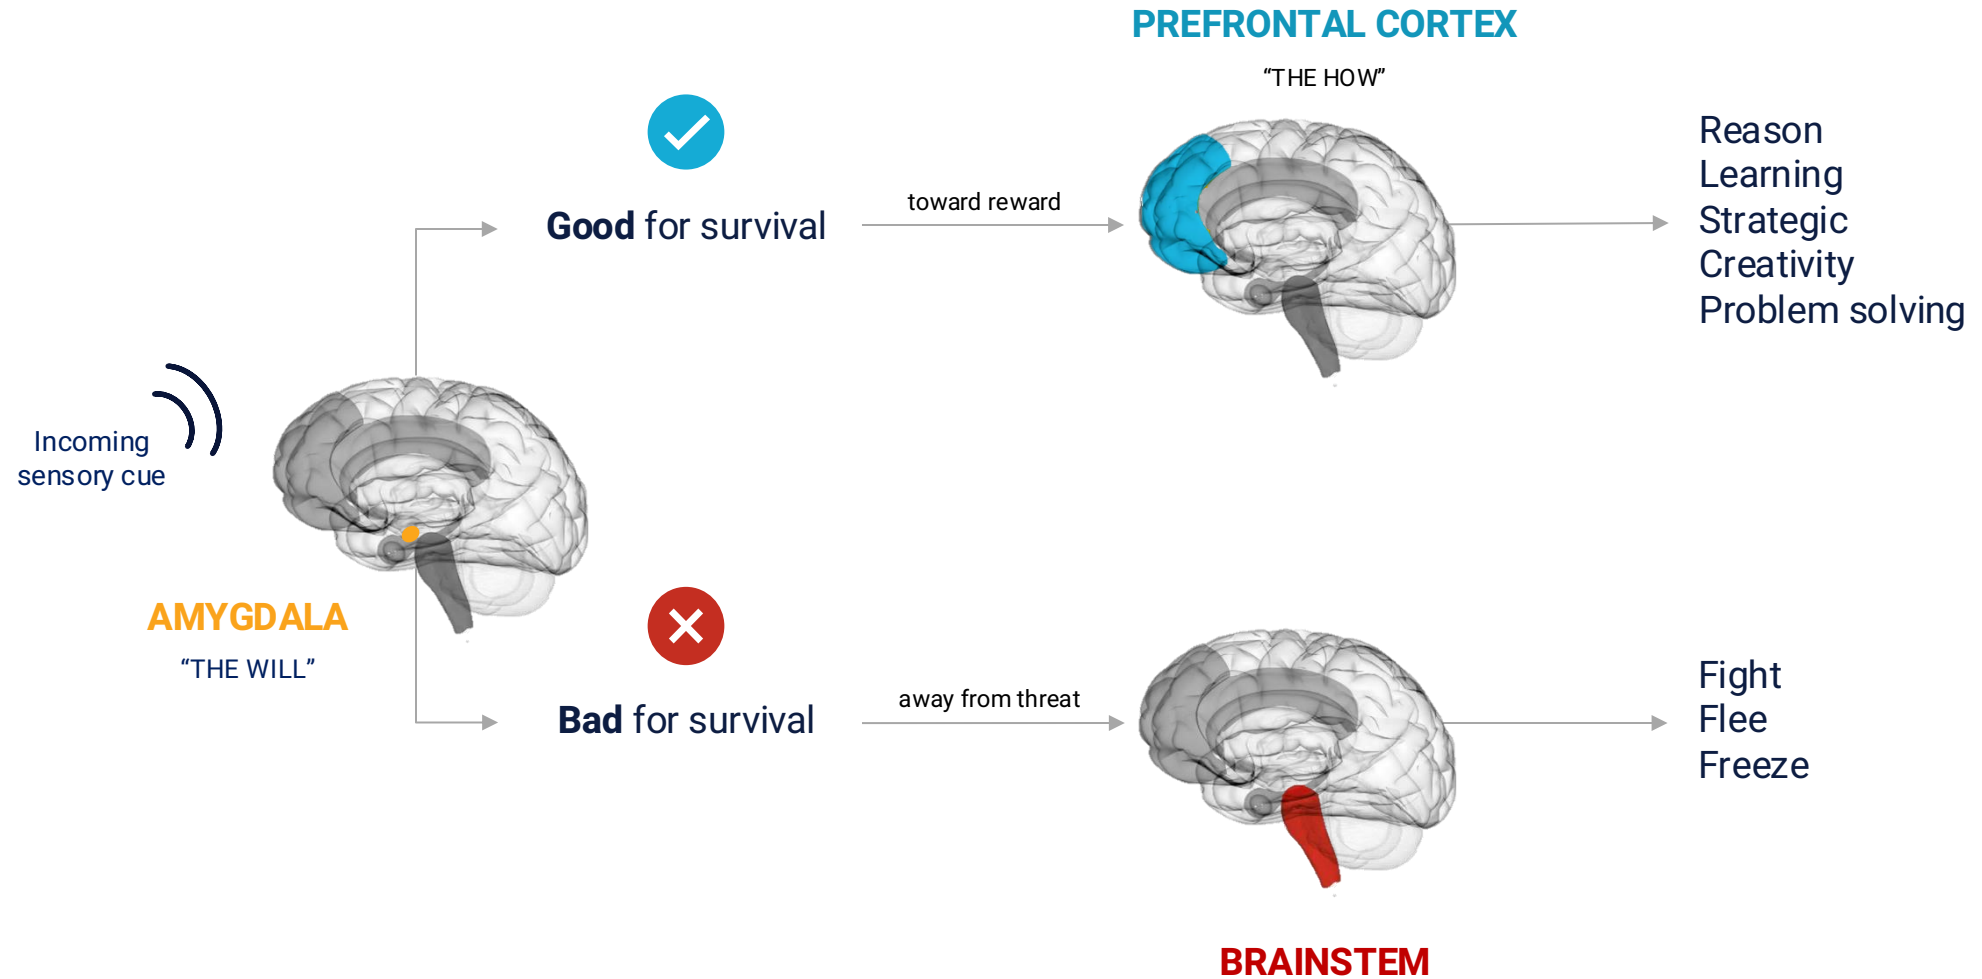 PREFRONTAL CORTEX
“THE HOW”
Reason
Learning
Strategic
Creativity
Problem solving
toward reward
Good for survival
Incoming
sensory cue
AMYGDALA
“THE WILL”
Bad for survival
away from threat
Fight
Flee
Freeze
BRAINSTEM